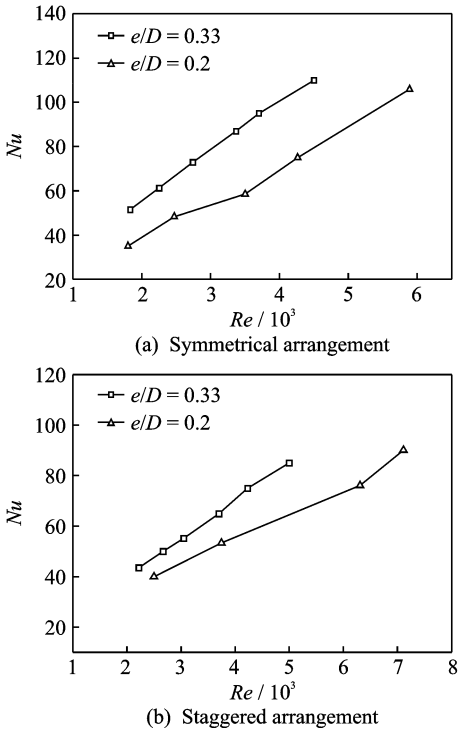 140
120
100
80
60
40
20
Nu
e/D = 0.33
e/D = 0.2
1 2 3 4 5 6
Re / 10³
(a) Symmetrical arrangement
120
100
80
60
40
20
Nu
e/D = 0.33
e/D = 0.2
1 2 3 4 5 6 7 8
Re / 10³
(b) Staggered arrangement